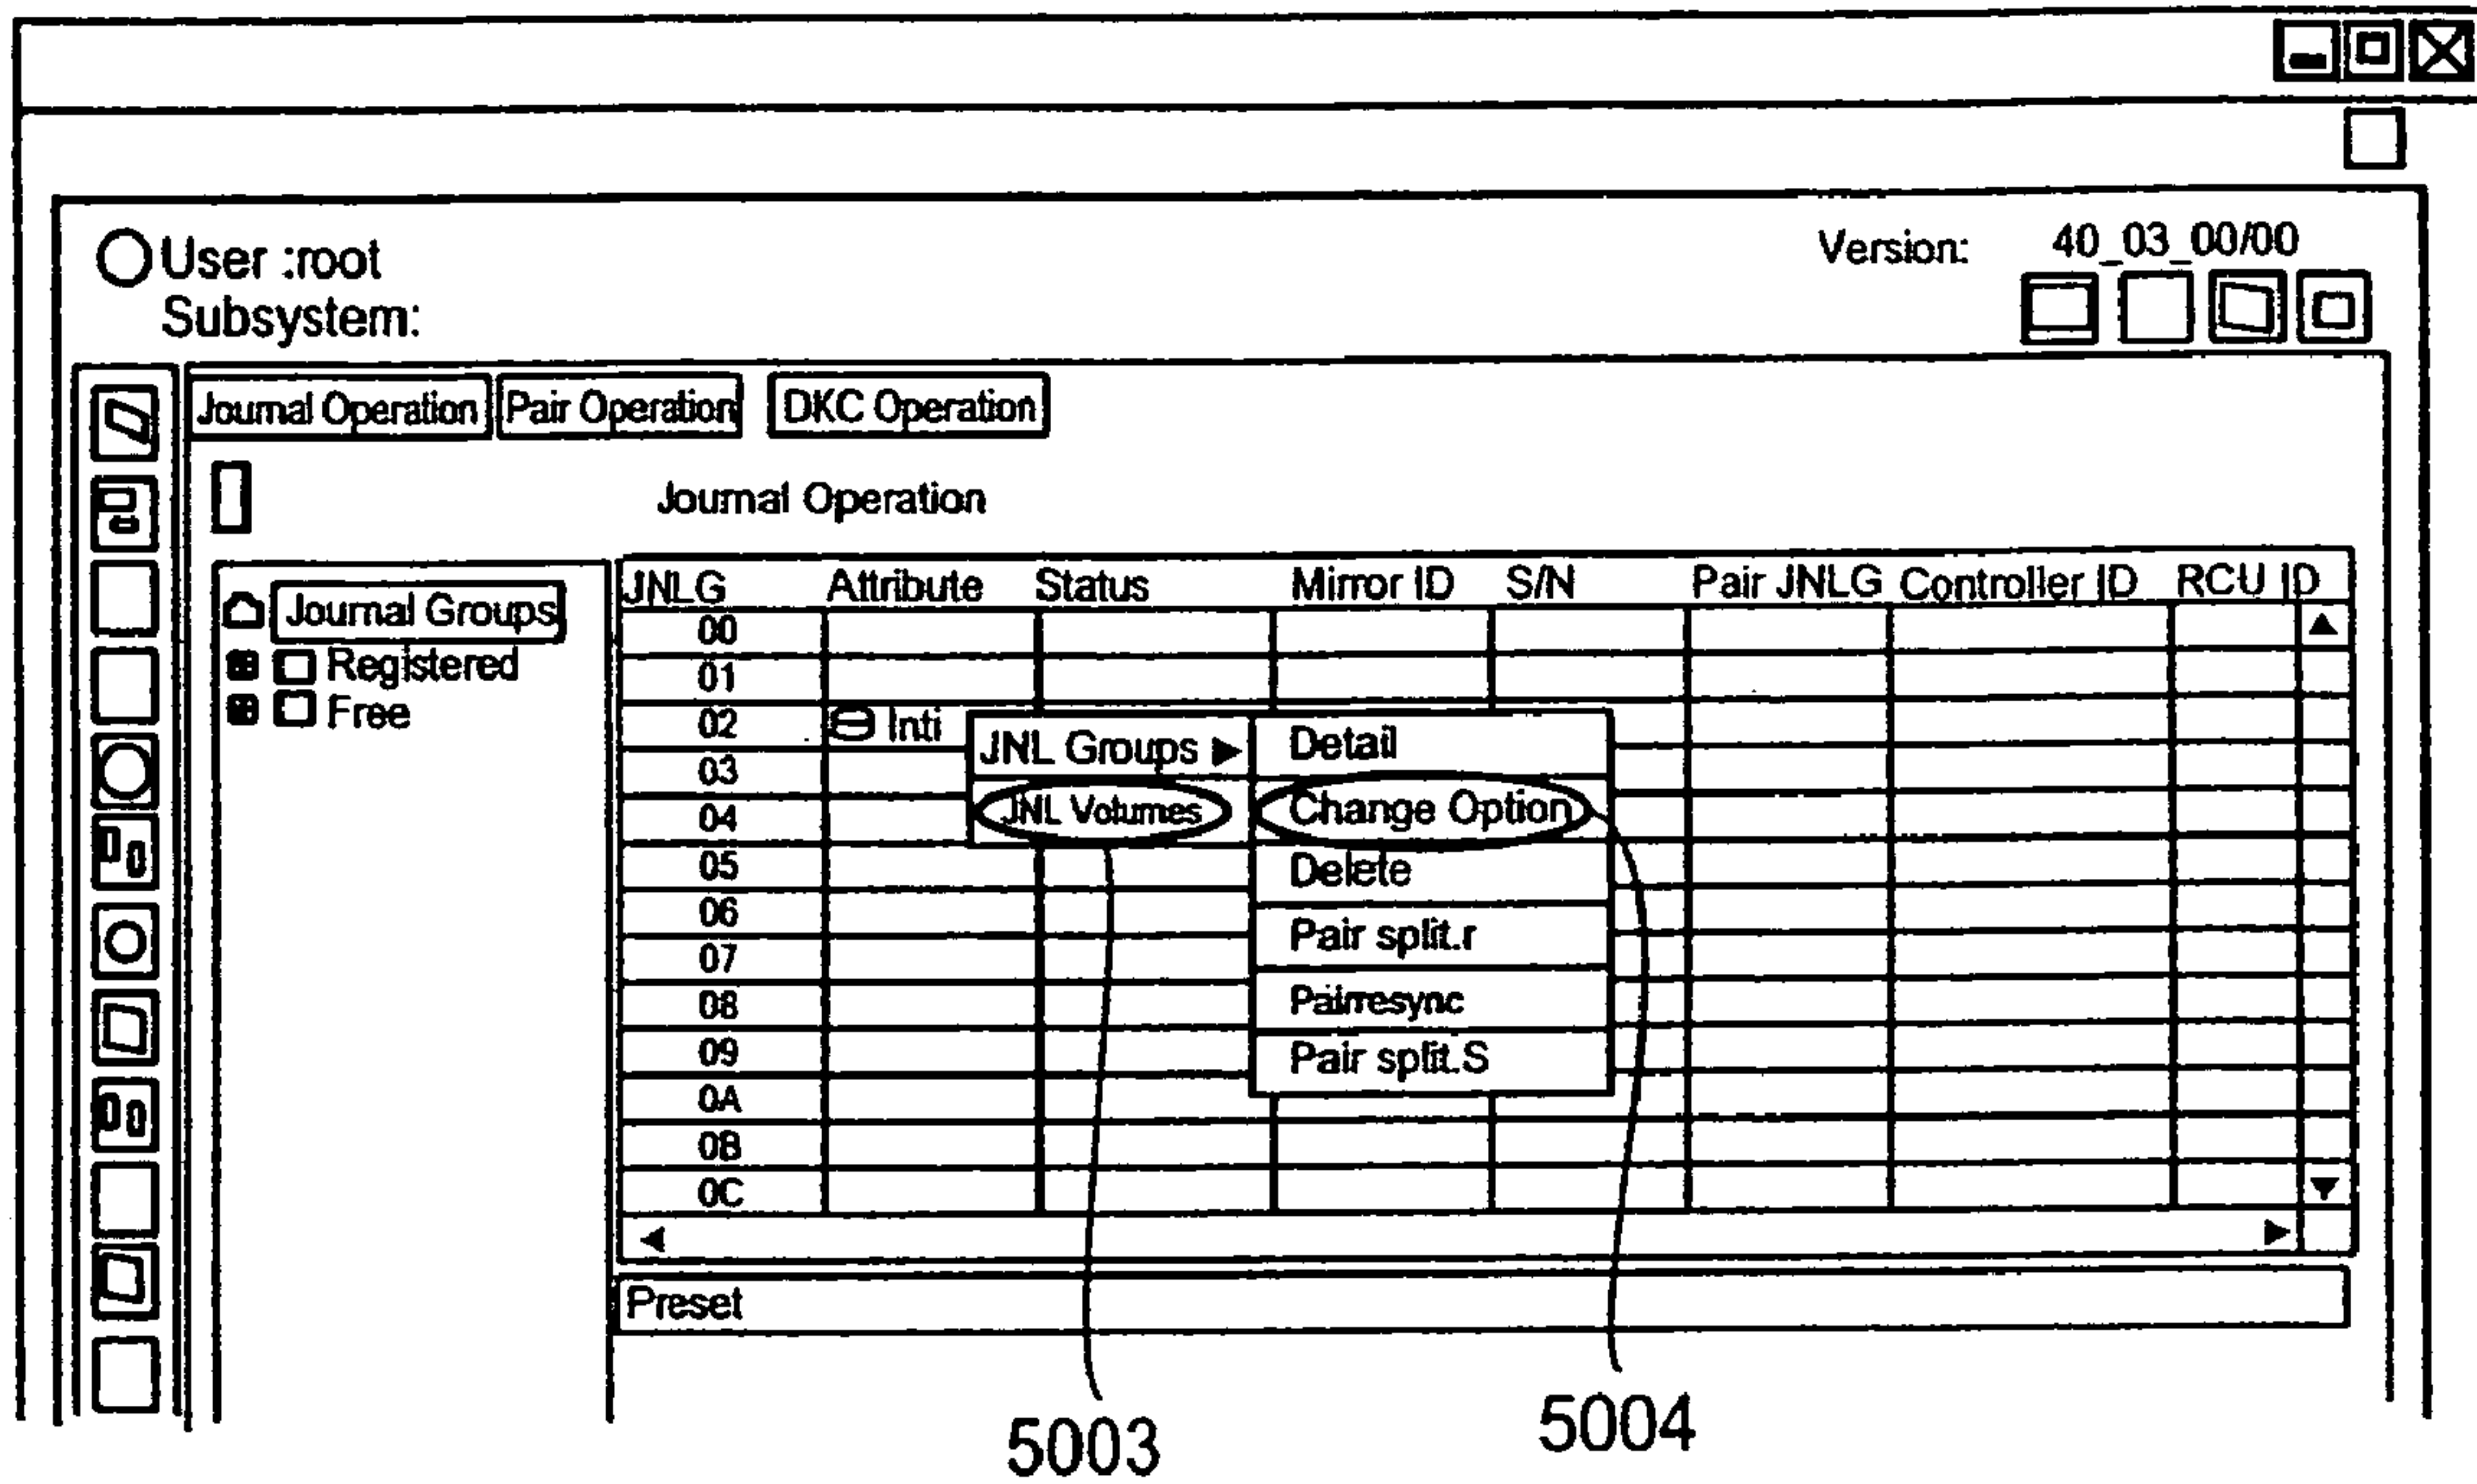 User :root
Version: 40_03_00/00
Subsystem:
Journal Operation Pair Operation DKC Operation
Journal Operation
Journal Groups
Registered
Free
JNLG Attribute Status Mirror ID S/N Pair JNLG Controller ID RCU ID
00
01
02 Inti
03
04
05
06
07
08
09
0A
0B
0C
JNL Groups
JNL Volumes
Detail
Change Option
Delete
Pair split.r
Pairresync
Pair split.S
Preset
5003
5004